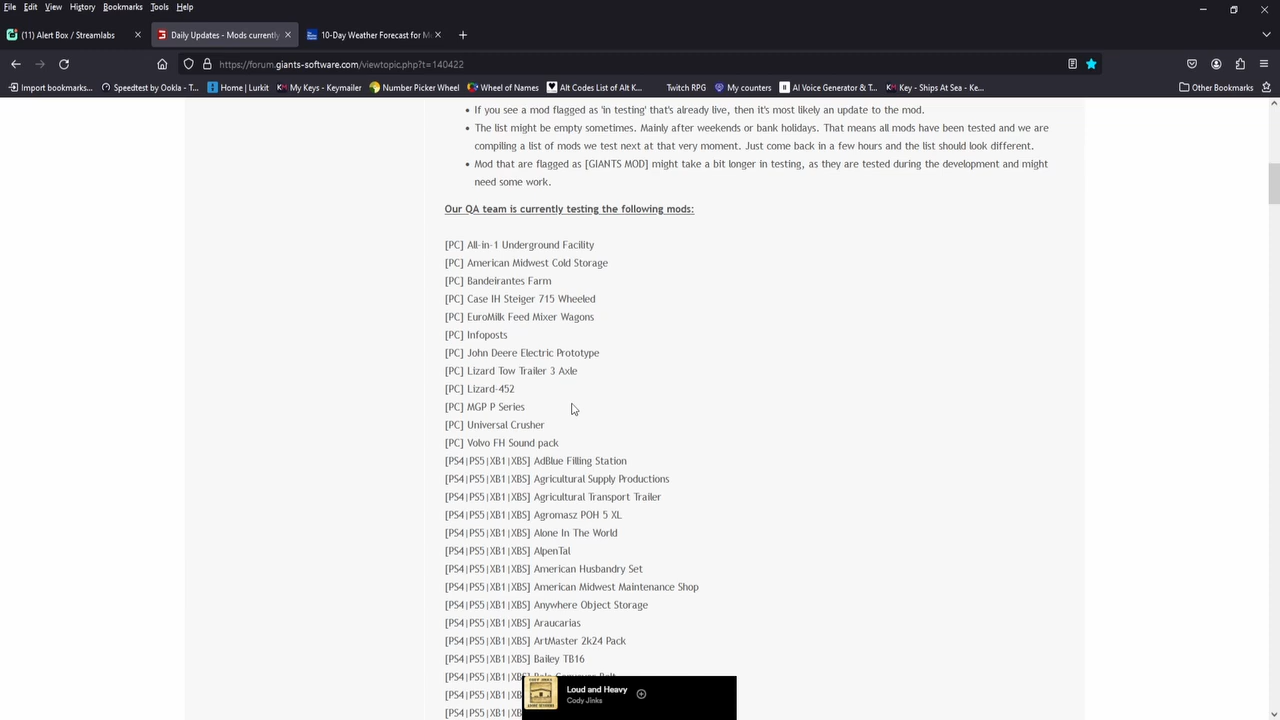 File Edit View History Bookmarks Tools Help
(11) Alert Box / Streamlabs
Daily Updates - Mods currently
10-Day Weather Forecast for M
https://forum.giants-software.com/viewtopic.php?t=140422
Import bookmarks... Speedtest by Ookla - T... Home | Lurkit My Keys - Keymailer Number Picker Wheel Wheel of Names Alt Codes List of Alt K... Twitch RPG My counters AI Voice Generator & T... Key - Ships At Sea - Ke... Other Bookmarks
If you see a mod flagged as 'in testing' that's already live, then it's most likely an update to the mod.
The list might be empty sometimes. Mainly after weekends or bank holidays. That means all mods have been tested and we are
compiling a list of mods we test next at that very moment. Just come back in a few hours and the list should look different.
Mod that are flagged as [GIANTS MOD] might take a bit longer in testing, as they are tested during the development and might
need some work.
Our QA team is currently testing the following mods:
[PC] All-in-1 Underground Facility
[PC] American Midwest Cold Storage
[PC] Bandeirantes Farm
[PC] Case IH Steiger 715 Wheeled
[PC] EuroMilk Feed Mixer Wagons
[PC] Infoposts
[PC] John Deere Electric Prototype
[PC] Lizard Tow Trailer 3 Axle
[PC] Lizard-452
[PC] MGP P Series
[PC] Universal Crusher
[PC] Volvo FH Sound pack
[PS4|PS5|XB1|XBS] AdBlue Filling Station
[PS4|PS5|XB1|XBS] Agricultural Supply Productions
[PS4|PS5|XB1|XBS] Agricultural Transport Trailer
[PS4|PS5|XB1|XBS] Agromasz POH 5 XL
[PS4|PS5|XB1|XBS] Alone In The World
[PS4|PS5|XB1|XBS] AlpenTal
[PS4|PS5|XB1|XBS] American Husbandry Set
[PS4|PS5|XB1|XBS] American Midwest Maintenance Shop
[PS4|PS5|XB1|XBS] Anywhere Object Storage
[PS4|PS5|XB1|XBS] Araucarias
[PS4|PS5|XB1|XBS] ArtMaster 2k24 Pack
[PS4|PS5|XB1|XBS] Bailey TB16
[PS4|PS5|XB1|XBS]
[PS4|PS5|XB1|XBS
[PS4|PS5|XB1|XBS
Loud and Heavy
Cody Jinks